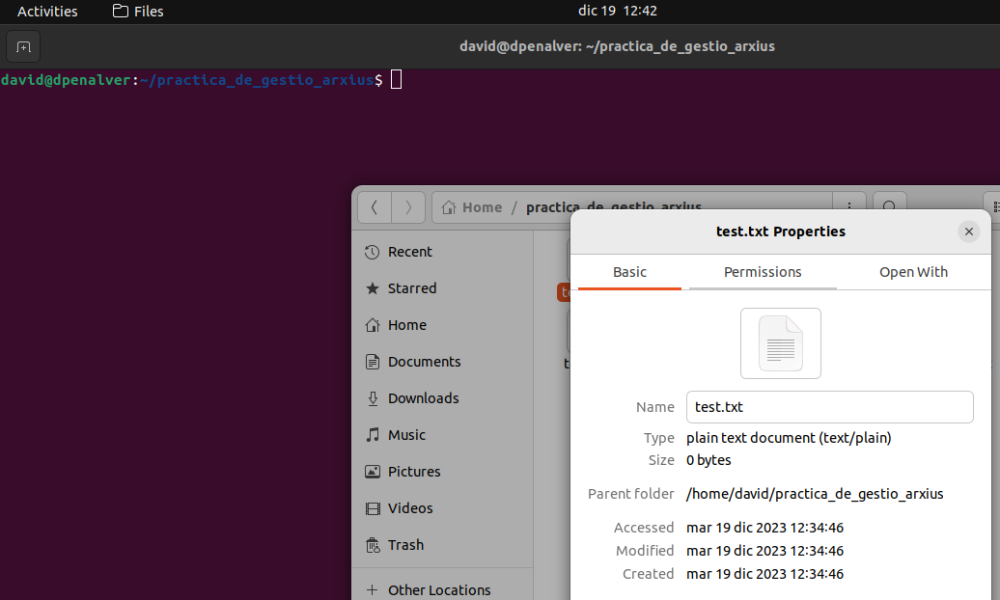 Activities Files dic 19 12:42
david@dpenalver: ~/practica_de_gestio_arxius
david@dpenalver:~/practica_de_gestio_arxius$
Home / practica_de_gestio_arxius
test.txt Properties
Basic Permissions Open With
Recent
Starred
Home
Documents
Downloads
Music
Pictures
Videos
Trash
Other Locations
Name test.txt
Type plain text document (text/plain)
Size 0 bytes
Parent folder /home/david/practica_de_gestio_arxius
Accessed mar 19 dic 2023 12:34:46
Modified mar 19 dic 2023 12:34:46
Created mar 19 dic 2023 12:34:46